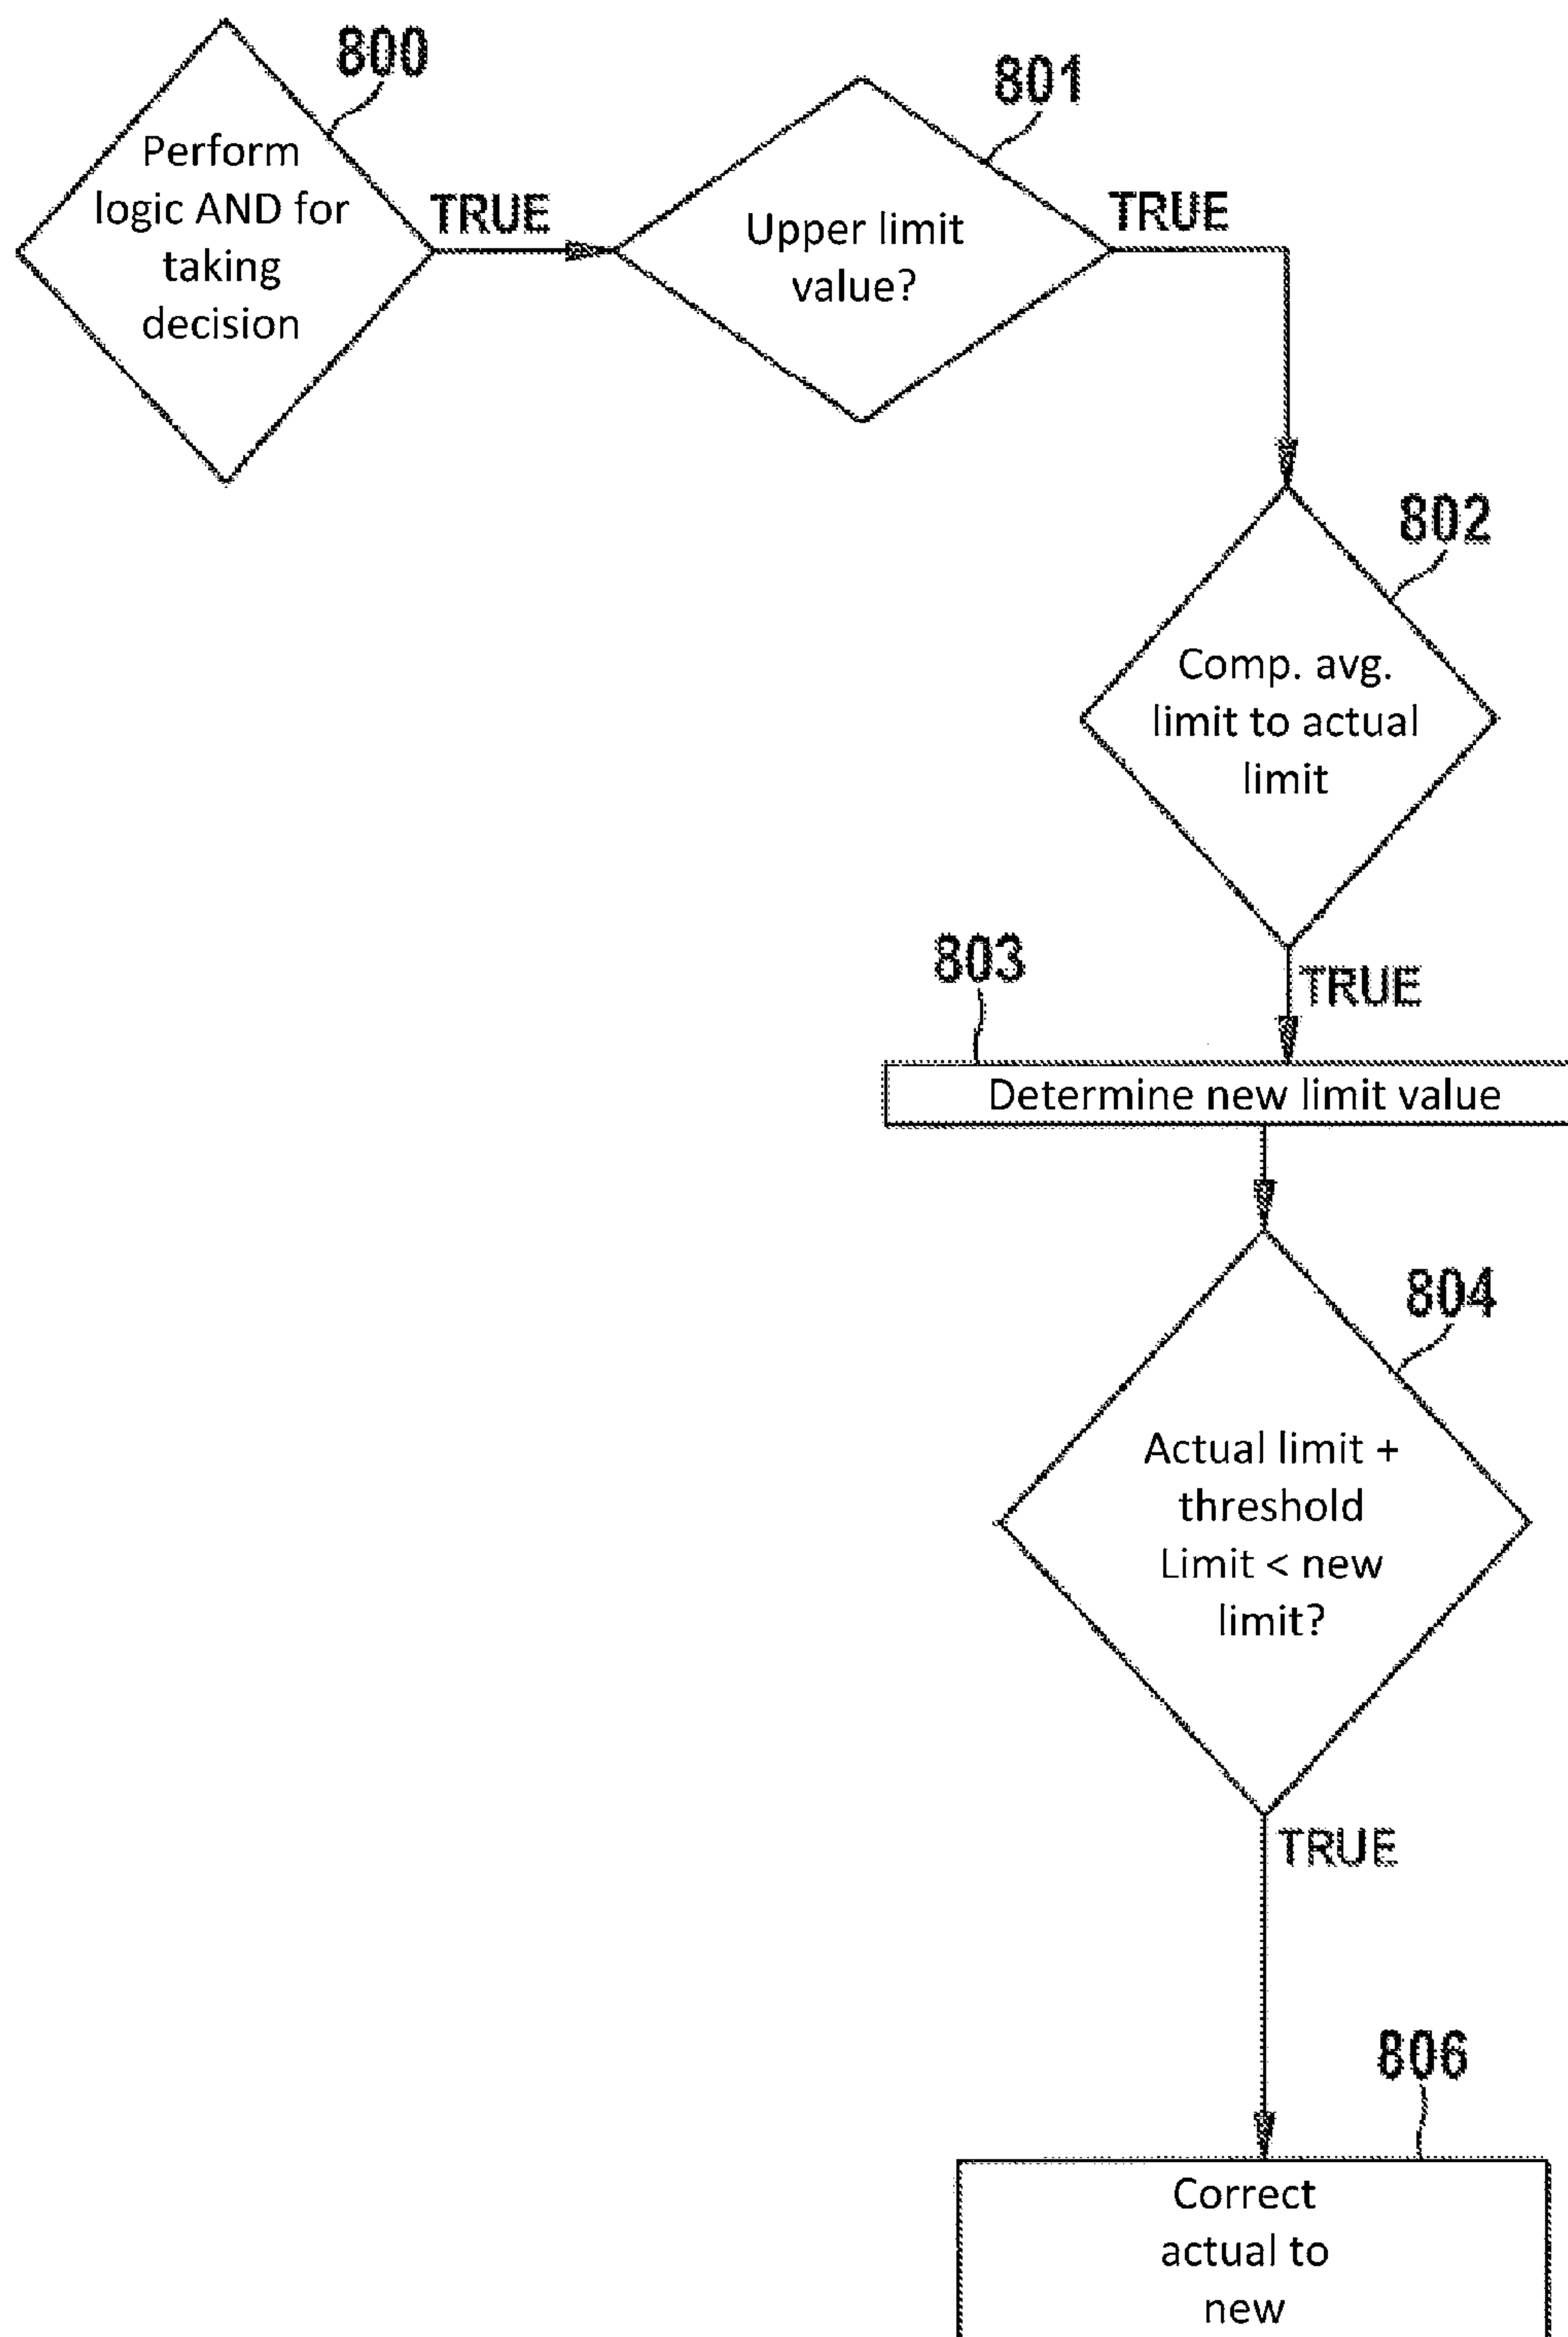 800
Perform
logic AND for
taking
decision
TRUE
801
Upper limit
value?
TRUE
802
Comp. avg.
limit to actual
limit
TRUE
803
Determine new limit value
804
Actual limit +
threshold
Limit < new
limit?
TRUE
806
Correct
actual to
new